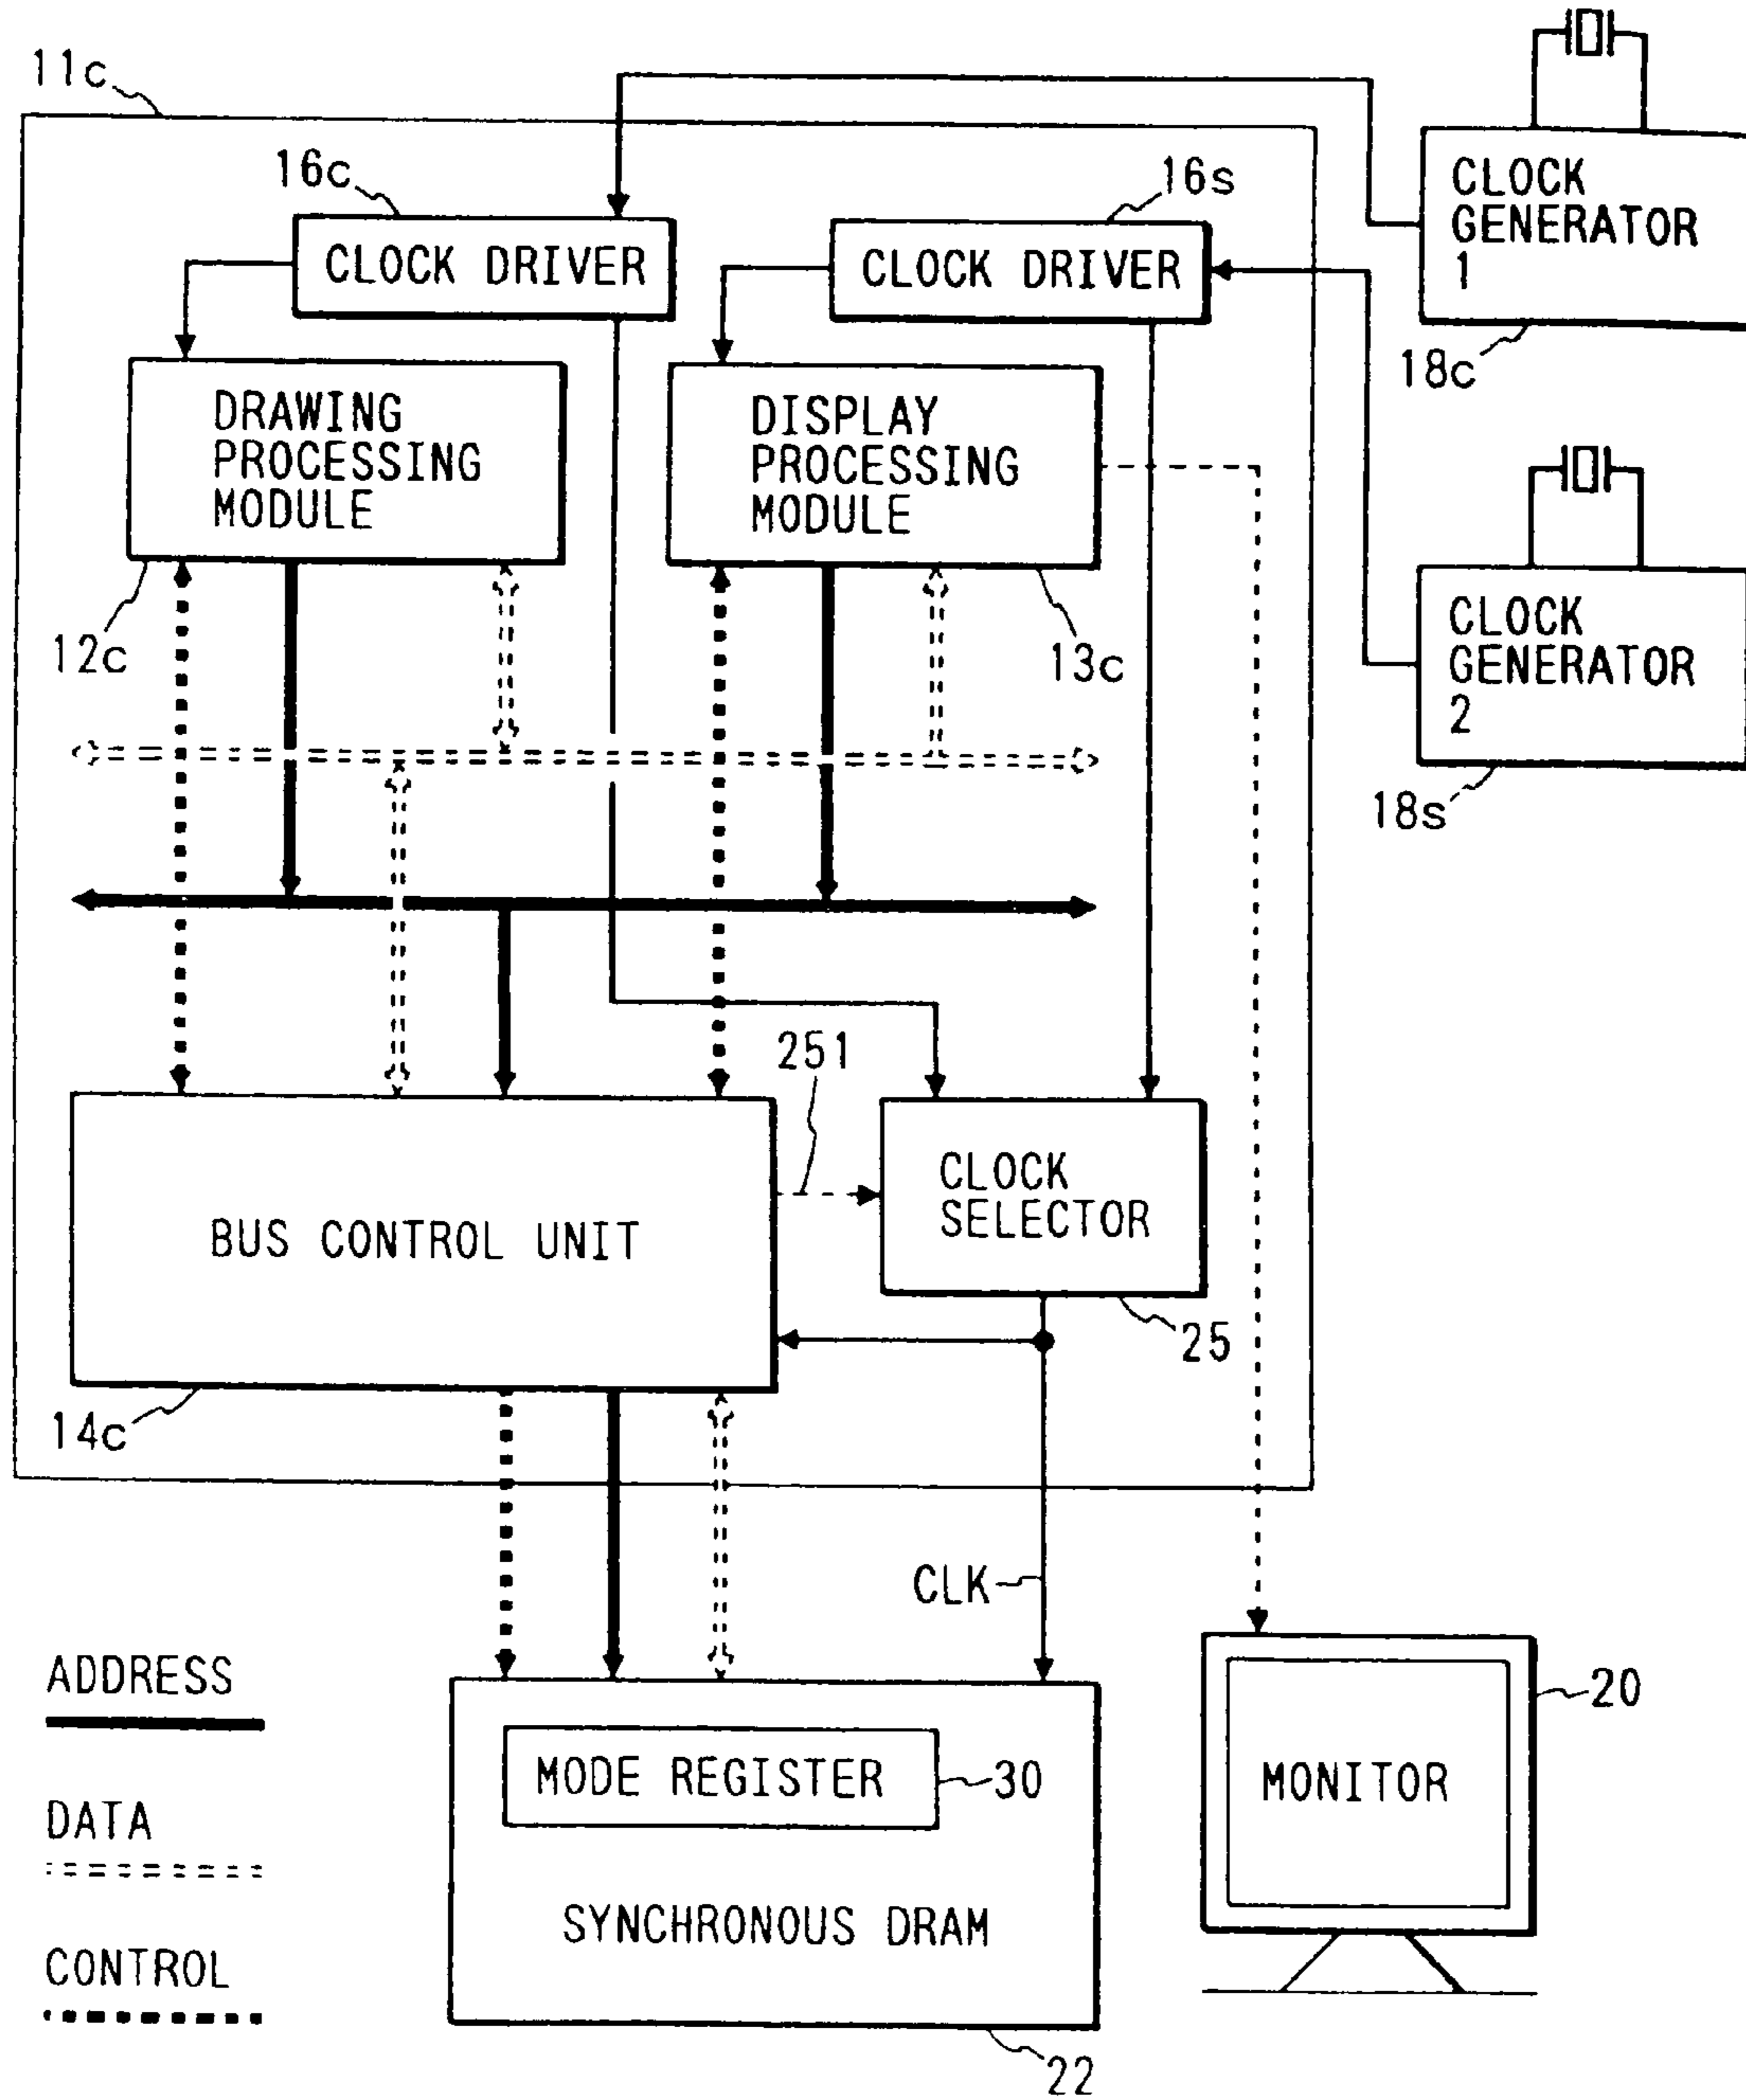 11c
16c
16s
CLOCK
GENERATOR
1
CLOCK DRIVER
CLOCK DRIVER
18c
DRAWING
PROCESSING
MODULE
DISPLAY
PROCESSING
MODULE
12c
13c
CLOCK
GENERATOR
2
18s
251
CLOCK
SELECTOR
BUS CONTROL UNIT
25
14c
CLK
ADDRESS
20
MODE REGISTER
30
MONITOR
DATA
SYNCHRONOUS DRAM
CONTROL
22